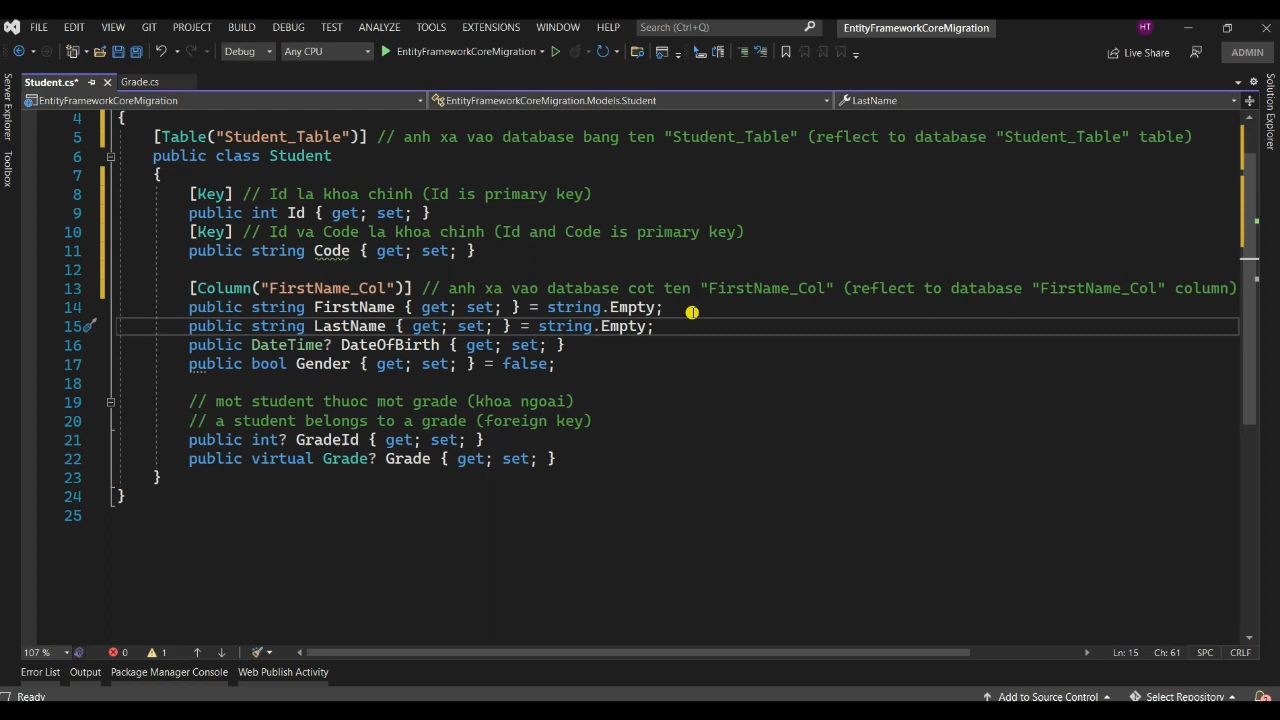 FILE EDIT VIEW GIT PROJECT BUILD DEBUG TEST ANALYZE TOOLS EXTENSIONS WINDOW HELP Search (Ctrl+Q) EntityFrameworkCoreMigration HT
Debug Any CPU EntityFrameworkCoreMigration Live Share ADMIN
Server Explorer
Toolbox
Solution Explorer
Student.cs* Grade.cs
EntityFrameworkCoreMigration EntityFrameworkCoreMigration.Models.Student LastName
4 {
5 [Table("Student_Table")] // anh xa vao database bang ten "Student_Table" (reflect to database "Student_Table" table)
6 public class Student
7 {
8 [Key] // Id la khoa chinh (Id is primary key)
9 public int Id { get; set; }
10 [Key] // Id va Code la khoa chinh (Id and Code is primary key)
11 public string Code { get; set; }
12
13 [Column("FirstName_Col")] // anh xa vao database cot ten "FirstName_Col" (reflect to database "FirstName_Col" column)
14 public string FirstName { get; set; } = string.Empty;
15 public string LastName { get; set; } = string.Empty;
16 public DateTime? DateOfBirth { get; set; }
17 public bool Gender { get; set; } = false;
18
19 // mot student thuoc mot grade (khoa ngoai)
20 // a student belongs to a grade (foreign key)
21 public int? GradeId { get; set; }
22 public virtual Grade? Grade { get; set; }
23 }
24 }
25
107 % 0 1 Ln: 15 Ch: 61 SPC CRLF
Error List Output Package Manager Console Web Publish Activity
Ready Add to Source Control Select Repository